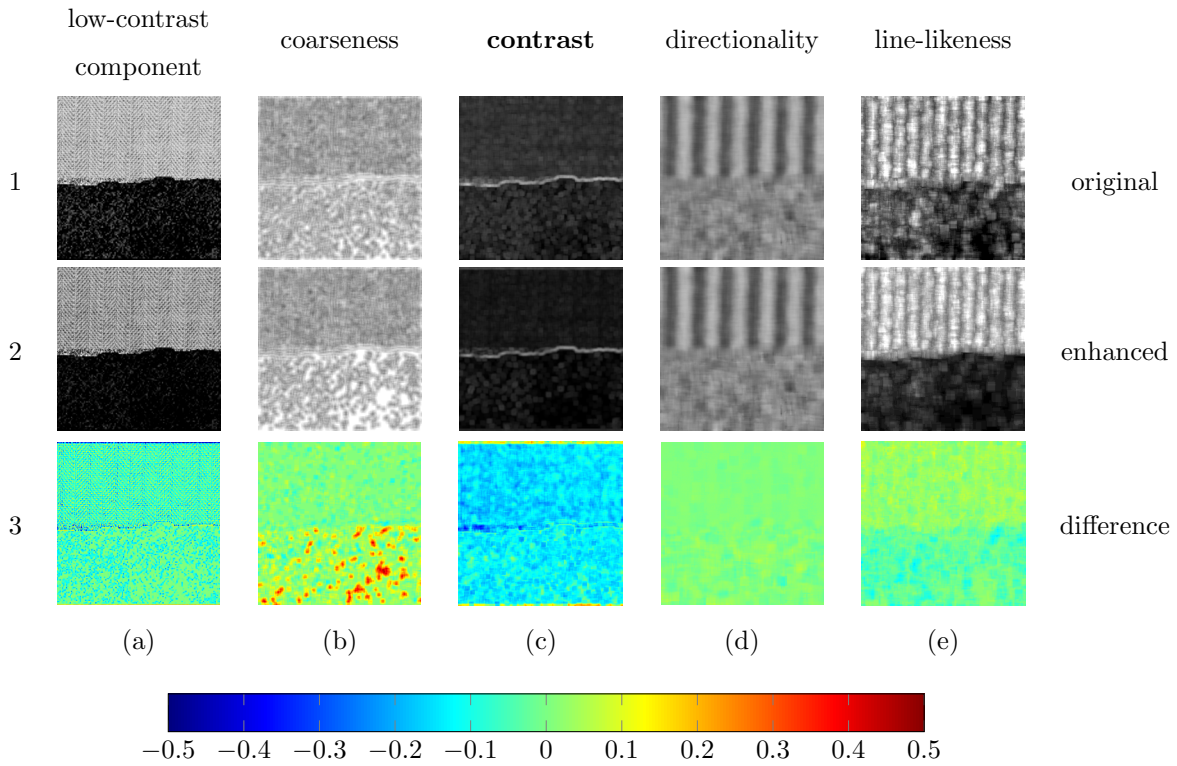 low-contrast
component
coarseness
contrast
directionality
line-likeness
1
original
2
enhanced
3
difference
(a) (b) (c) (d) (e)
−0.5 −0.4 −0.3 −0.2 −0.1 0 0.1 0.2 0.3 0.4 0.5